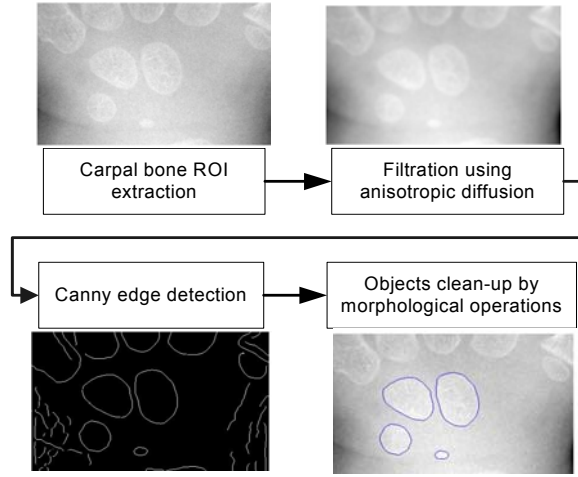 Carpal bone ROI
extraction
Filtration using
anisotropic diffusion
Canny edge detection
Objects clean-up by
morphological operations